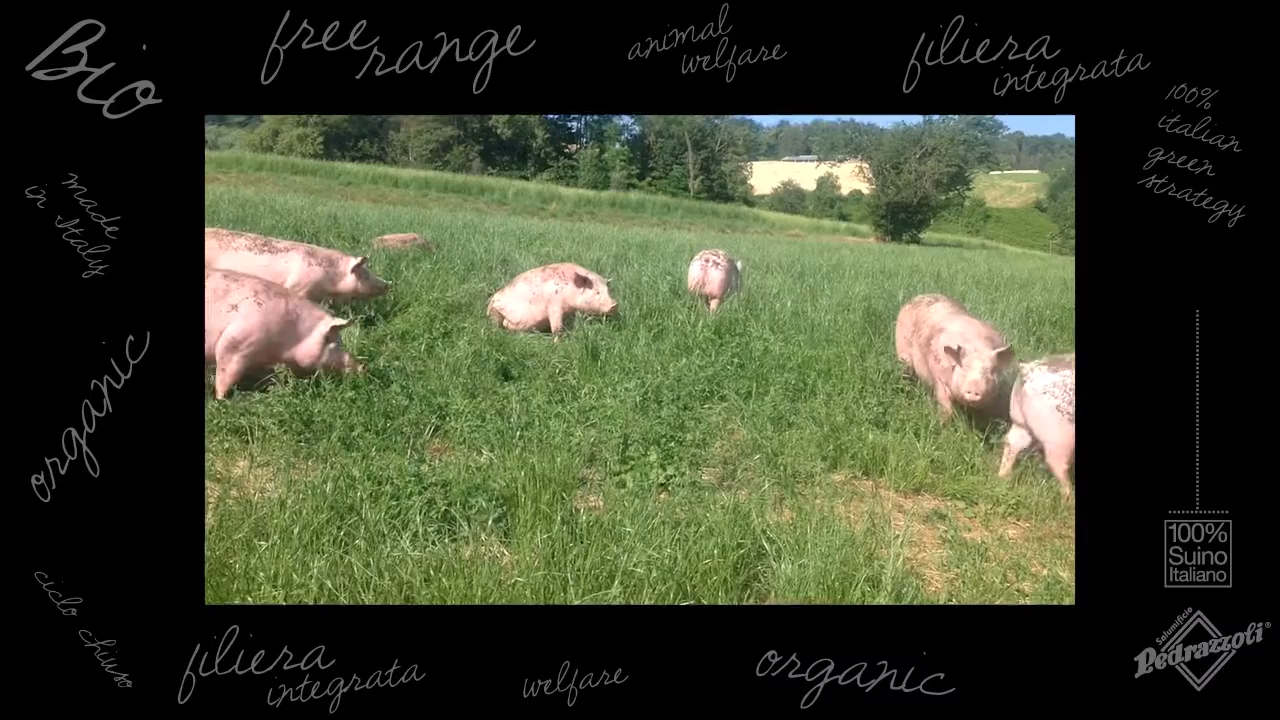 Bio
free
range
animal
welfare
filiera
integrata
100%
italian
green
strategy
made
in Italy
organic
ciclo chiuso
filiera
integrata
welfare
organic
100%
Suino
Italiano
Salumificio
Pedrazzoli®